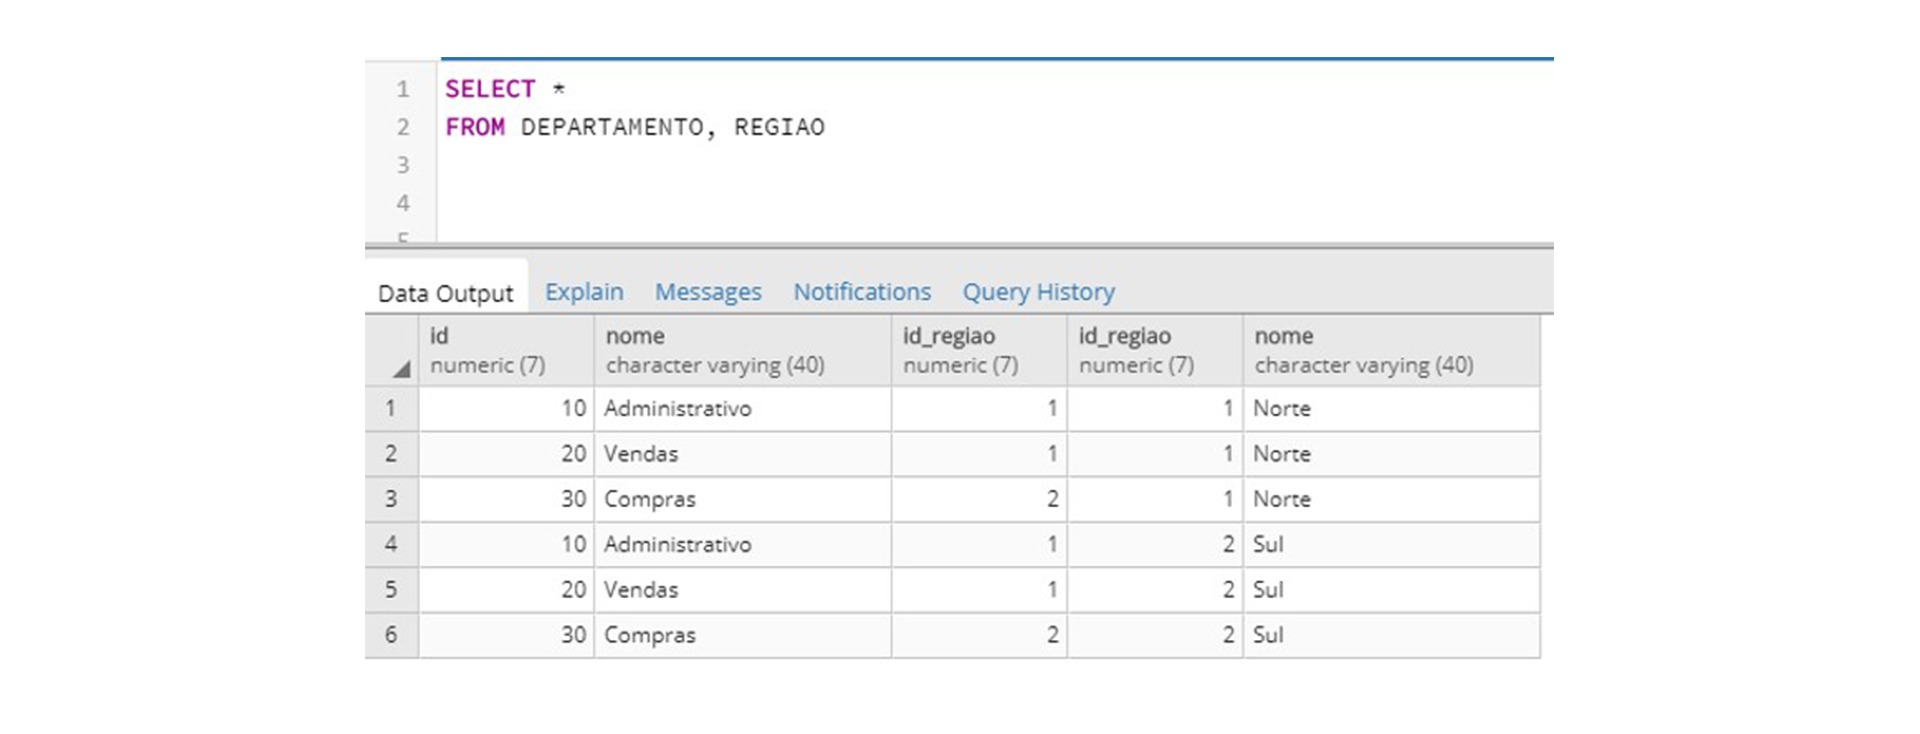 1 SELECT *
2 FROM DEPARTAMENTO, REGIAO
3
4
5
Data Output Explain Messages Notifications Query History
id nome id_regiao id_regiao nome
numeric (7) character varying (40) numeric (7) numeric (7) character varying (40)
1 10 Administrativo 1 1 Norte
2 20 Vendas 1 1 Norte
3 30 Compras 2 1 Norte
4 10 Administrativo 1 2 Sul
5 20 Vendas 1 2 Sul
6 30 Compras 2 2 Sul